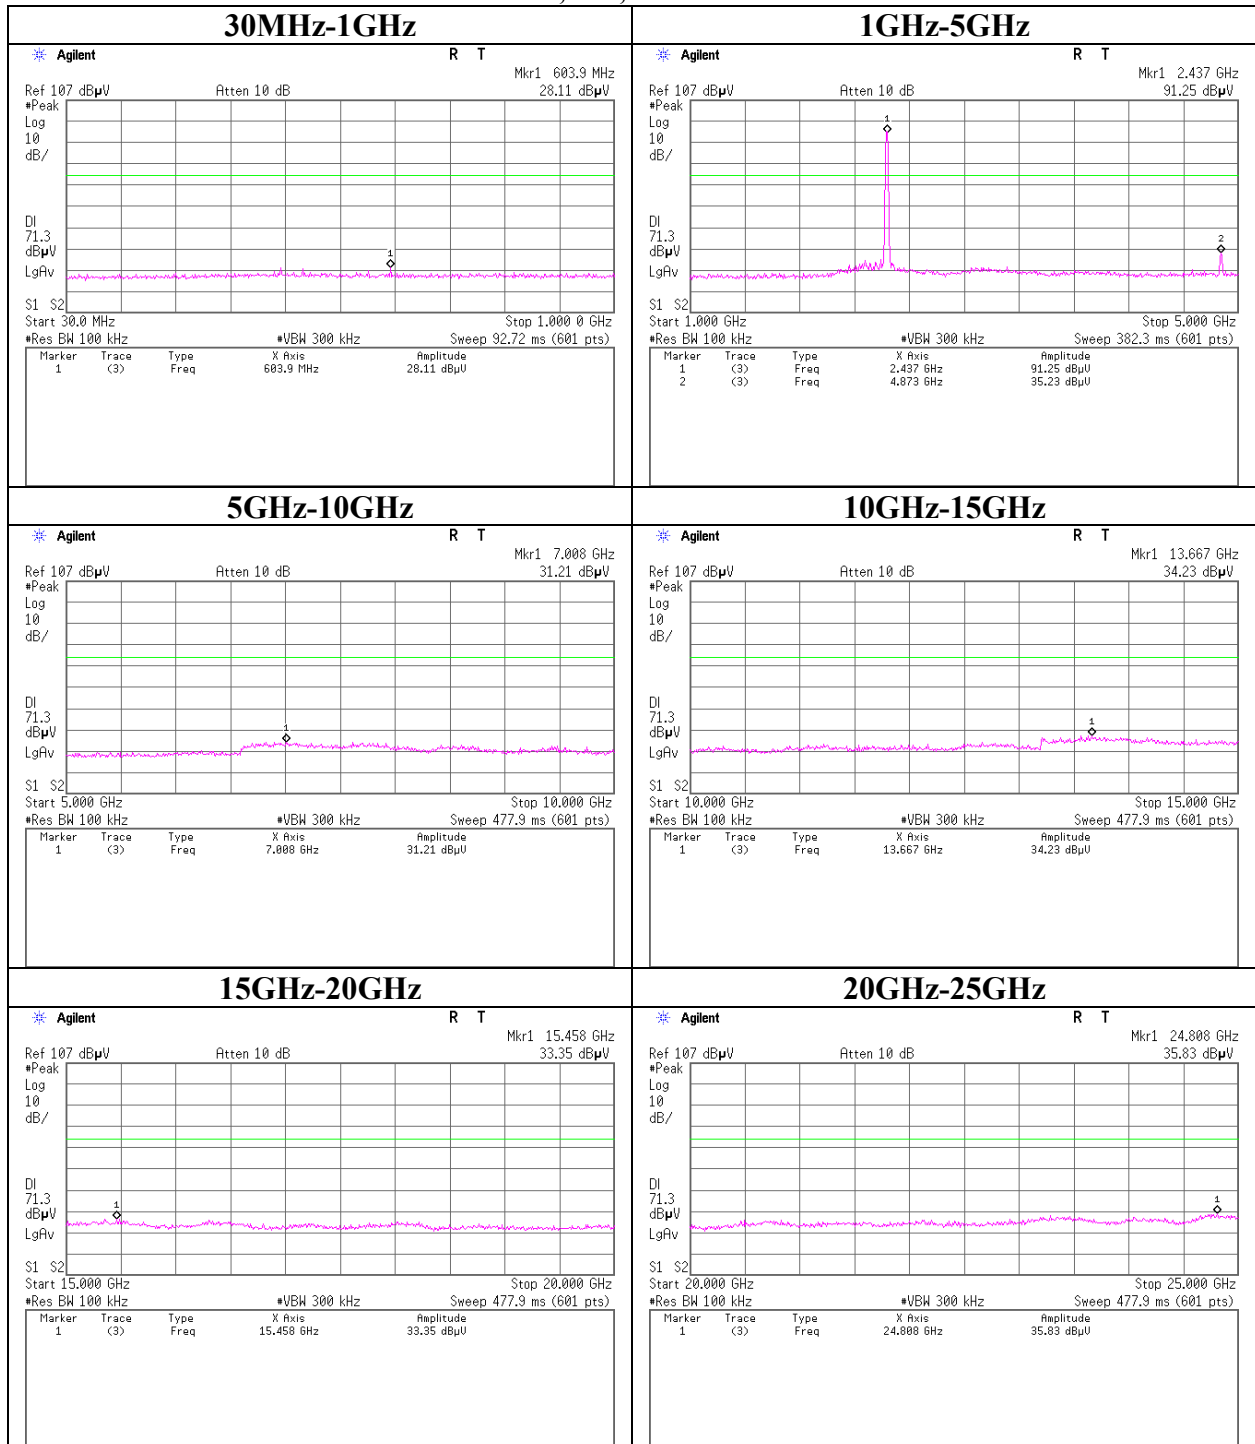 30MHz-1GHz
Agilent R T
Mkr1 603.9 MHz
Ref 107 dBµV Atten 10 dB 28.11 dBµV
#Peak
Log
10
dB/
1
DI
71.3
dBµV
LgAv
S1 S2
Start 30.0 MHz Stop 1.000 0 GHz
#Res BW 100 kHz #VBW 300 kHz Sweep 92.72 ms (601 pts)
Marker Trace Type X Axis Amplitude
1 (3) Freq 603.9 MHz 28.11 dBµV
1GHz-5GHz
Agilent R T
Mkr1 2.437 GHz
Ref 107 dBµV Atten 10 dB 91.25 dBµV
#Peak
Log
10
dB/
1
2
DI
71.3
dBµV
LgAv
S1 S2
Start 1.000 GHz Stop 5.000 GHz
#Res BW 100 kHz #VBW 300 kHz Sweep 382.3 ms (601 pts)
Marker Trace Type X Axis Amplitude
1 (3) Freq 2.437 GHz 91.25 dBµV
2 (3) Freq 4.873 GHz 35.23 dBµV
5GHz-10GHz
Agilent R T
Mkr1 7.008 GHz
Ref 107 dBµV Atten 10 dB 31.21 dBµV
#Peak
Log
10
dB/
1
DI
71.3
dBµV
LgAv
S1 S2
Start 5.000 GHz Stop 10.000 GHz
#Res BW 100 kHz #VBW 300 kHz Sweep 477.9 ms (601 pts)
Marker Trace Type X Axis Amplitude
1 (3) Freq 7.008 GHz 31.21 dBµV
10GHz-15GHz
Agilent R T
Mkr1 13.667 GHz
Ref 107 dBµV Atten 10 dB 34.23 dBµV
#Peak
Log
10
dB/
1
DI
71.3
dBµV
LgAv
S1 S2
Start 10.000 GHz Stop 15.000 GHz
#Res BW 100 kHz #VBW 300 kHz Sweep 477.9 ms (601 pts)
Marker Trace Type X Axis Amplitude
1 (3) Freq 13.667 GHz 34.23 dBµV
15GHz-20GHz
Agilent R T
Mkr1 15.458 GHz
Ref 107 dBµV Atten 10 dB 33.35 dBµV
#Peak
Log
10
dB/
1
DI
71.3
dBµV
LgAv
S1 S2
Start 15.000 GHz Stop 20.000 GHz
#Res BW 100 kHz #VBW 300 kHz Sweep 477.9 ms (601 pts)
Marker Trace Type X Axis Amplitude
1 (3) Freq 15.458 GHz 33.35 dBµV
20GHz-25GHz
Agilent R T
Mkr1 24.808 GHz
Ref 107 dBµV Atten 10 dB 35.83 dBµV
#Peak
Log
10
dB/
1
DI
71.3
dBµV
LgAv
S1 S2
Start 20.000 GHz Stop 25.000 GHz
#Res BW 100 kHz #VBW 300 kHz Sweep 477.9 ms (601 pts)
Marker Trace Type X Axis Amplitude
1 (3) Freq 24.808 GHz 35.83 dBµV